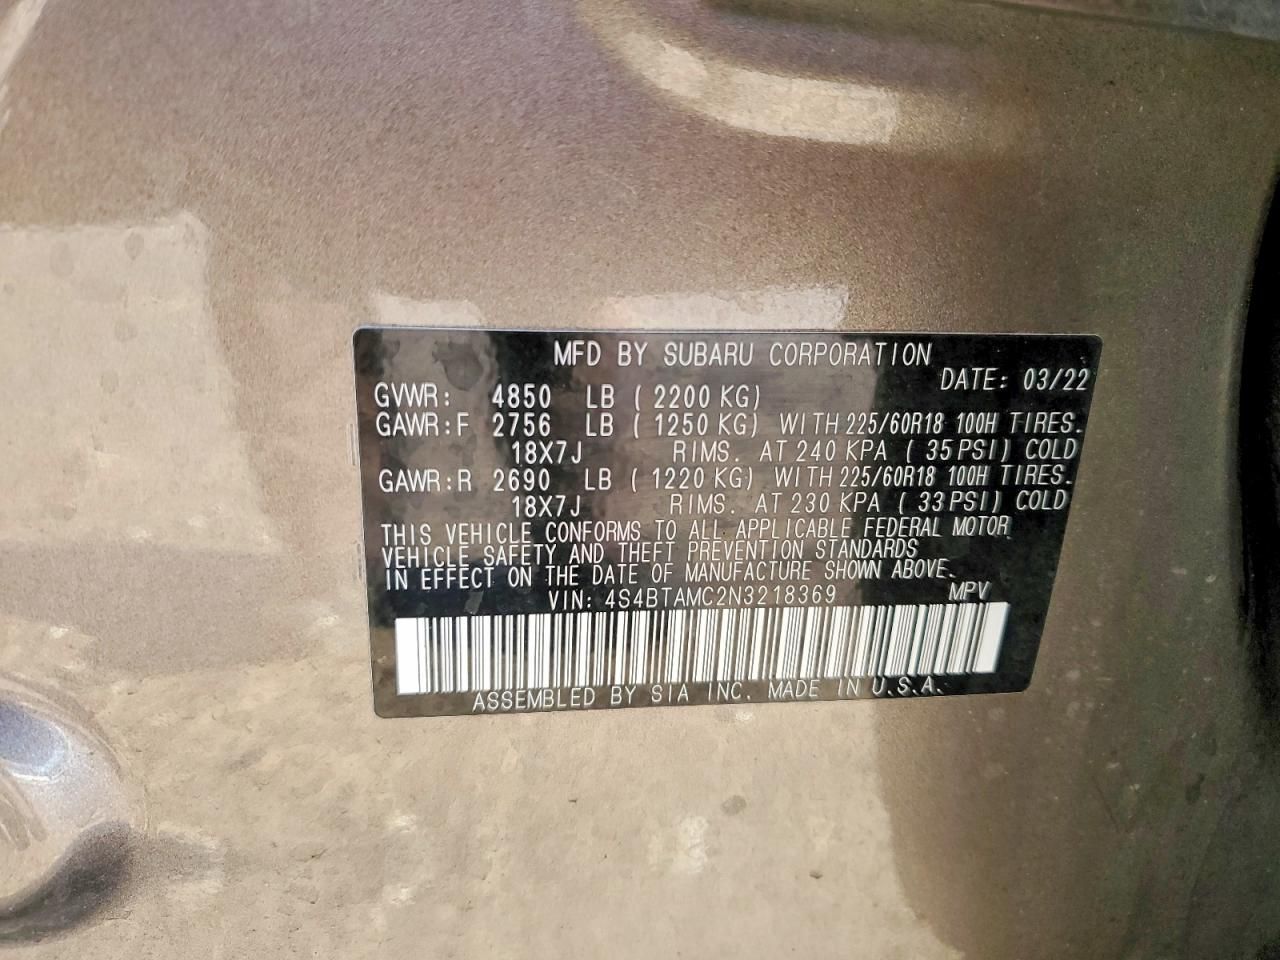 MFD BY SUBARU CORPORATION
DATE: 03/22
GVWR: 4850 LB ( 2200 KG)
GAWR:F 2756 LB ( 1250 KG) WITH 225/60R18 100H TIRES.
18X7J RIMS. AT 240 KPA ( 35 PSI) COLD
GAWR:R 2690 LB ( 1220 KG) WITH 225/60R18 100H TIRES.
18X7J RIMS. AT 230 KPA ( 33 PSI) COLD
THIS VEHICLE CONFORMS TO ALL APPLICABLE FEDERAL MOTOR
VEHICLE SAFETY AND THEFT PREVENTION STANDARDS
IN EFFECT ON THE DATE OF MANUFACTURE SHOWN ABOVE.
VIN: 4S4BTAMC2N3218369 MPV
ASSEMBLED BY SIA INC. MADE IN U.S.A.